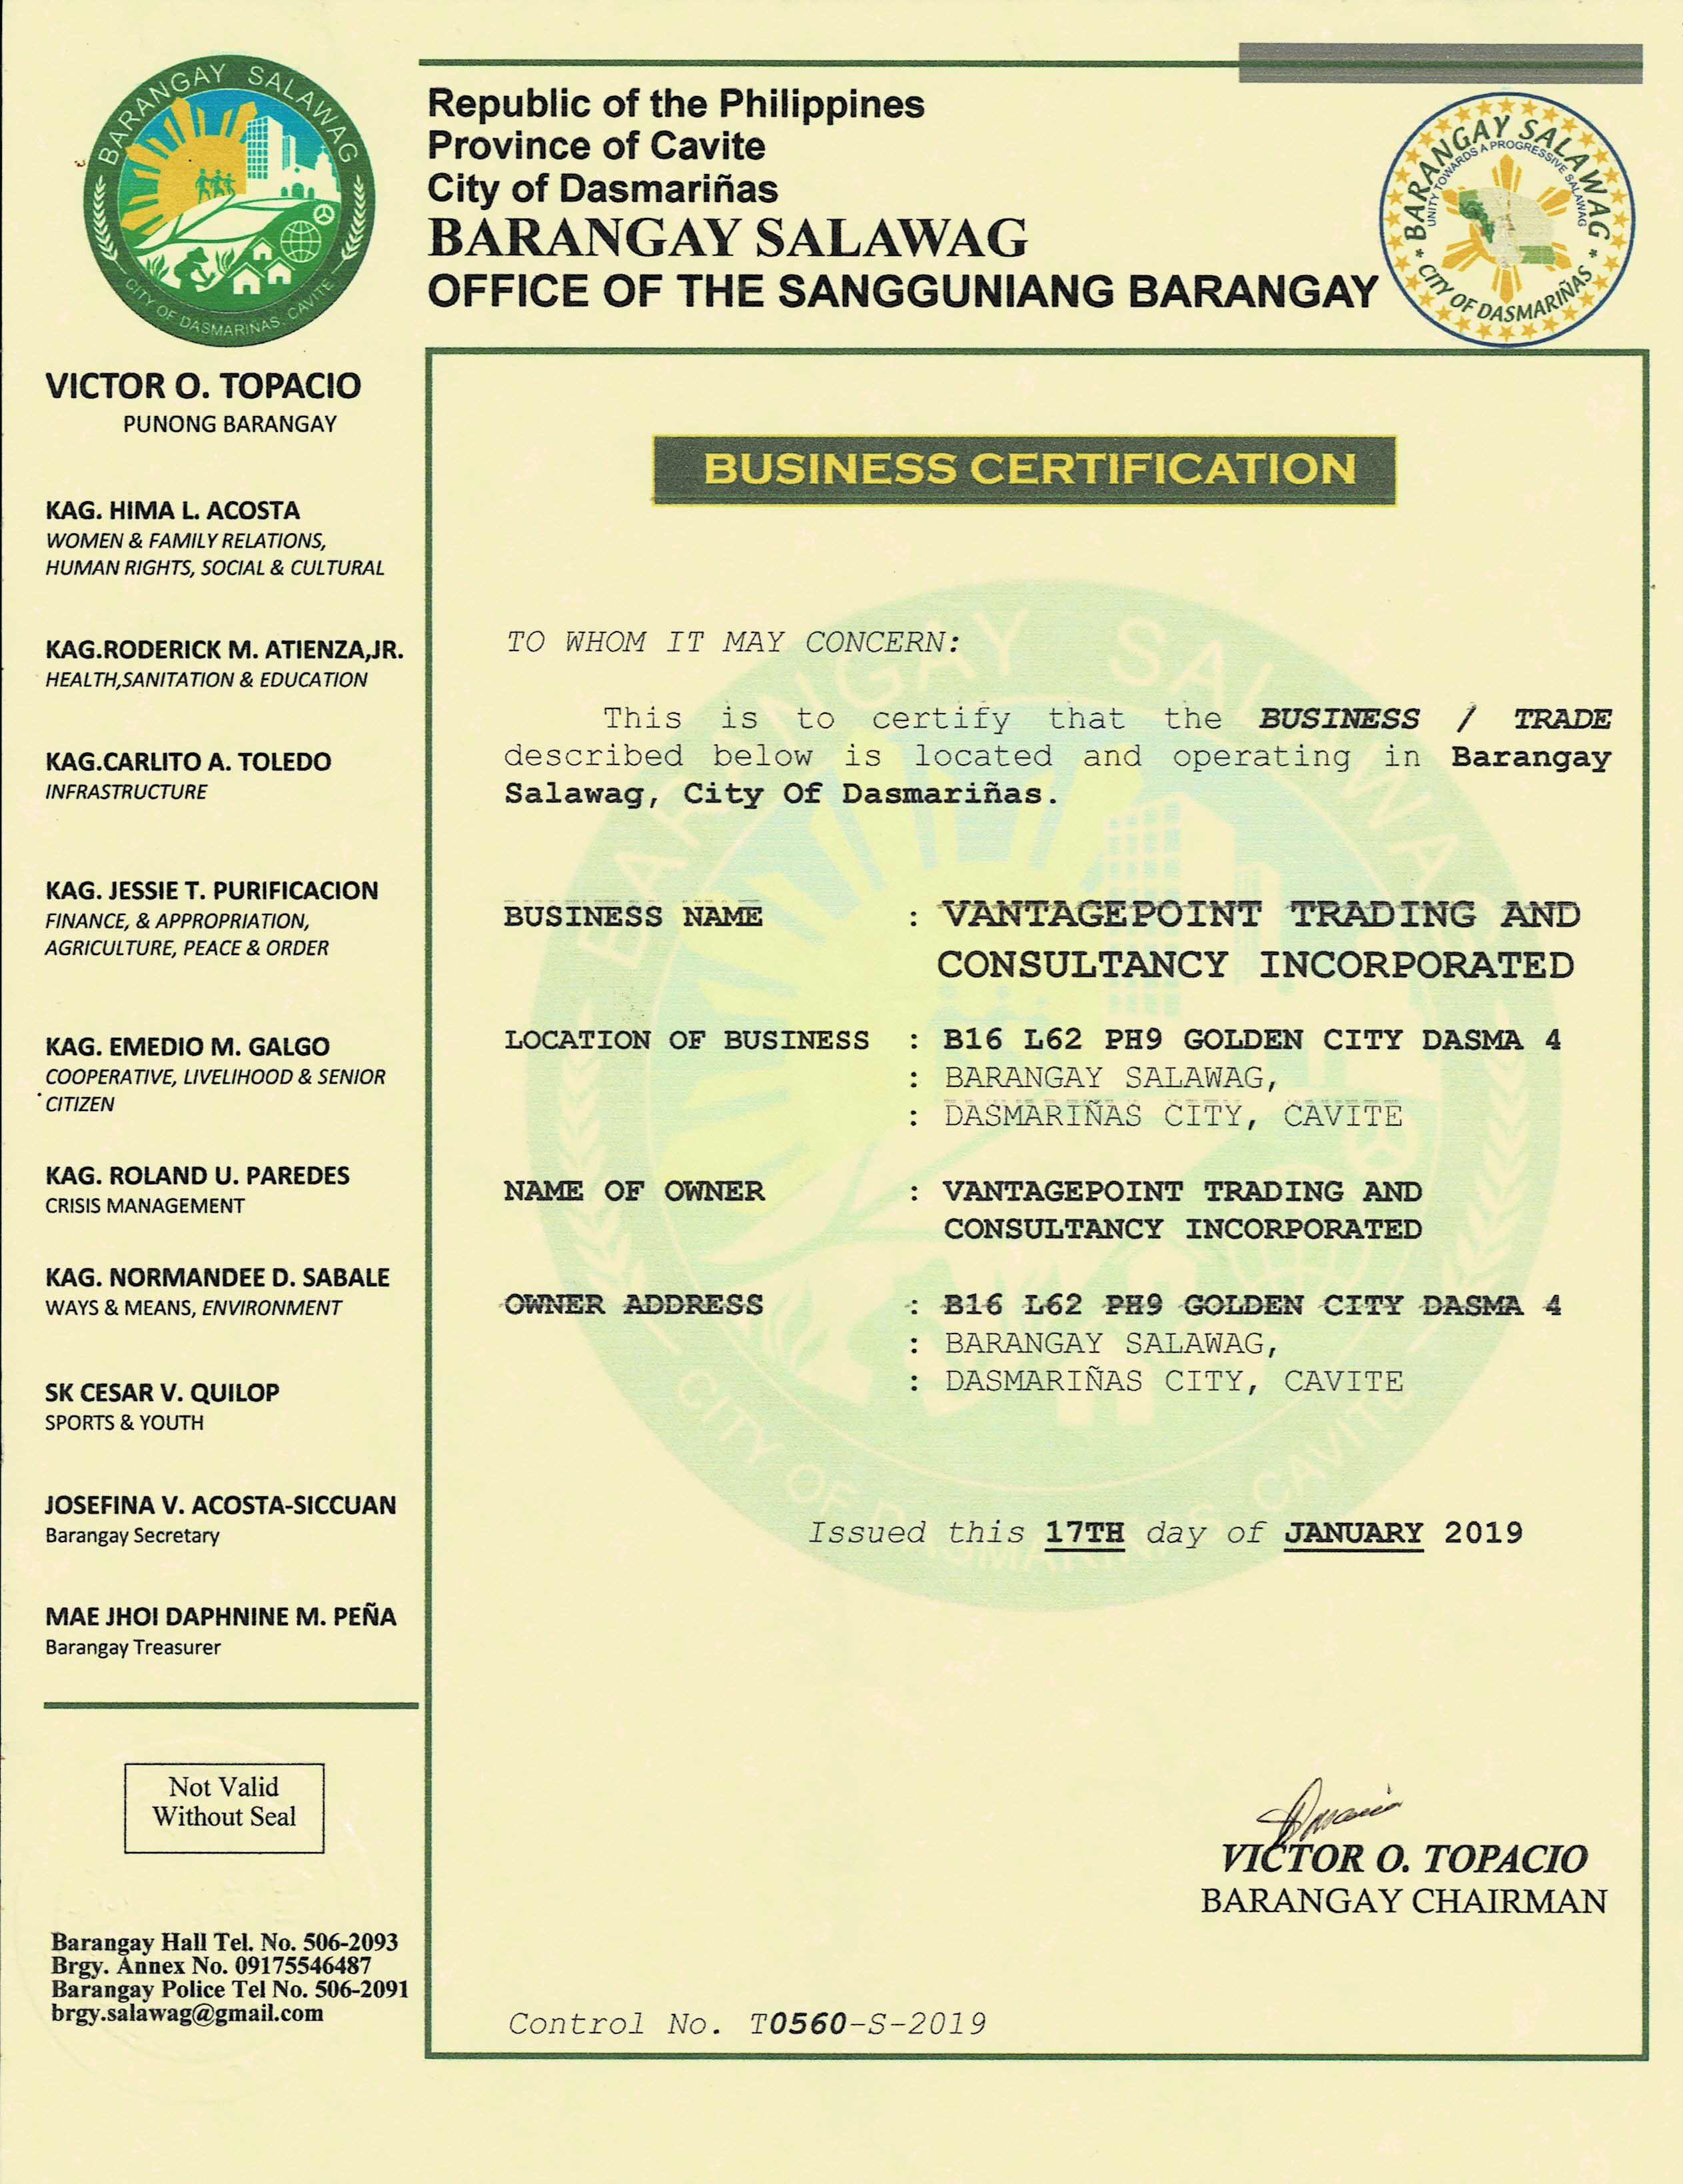 BARANGAY SALAWAG
CITY OF DASMARIÑAS, CAVITE
Republic of the Philippines
Province of Cavite
City of Dasmariñas
BARANGAY SALAWAG
OFFICE OF THE SANGGUNIANG BARANGAY
BARANGAY SALAWAG
UNITY TOWARDS A PROGRESSIVE SALAWAG
* CITY OF DASMARIÑAS *
VICTOR O. TOPACIO
PUNONG BARANGAY
KAG. HIMA L. ACOSTA
WOMEN & FAMILY RELATIONS,
HUMAN RIGHTS, SOCIAL & CULTURAL
KAG.RODERICK M. ATIENZA,JR.
HEALTH,SANITATION & EDUCATION
KAG.CARLITO A. TOLEDO
INFRASTRUCTURE
KAG. JESSIE T. PURIFICACION
FINANCE, & APPROPRIATION,
AGRICULTURE, PEACE & ORDER
KAG. EMEDIO M. GALGO
COOPERATIVE, LIVELIHOOD & SENIOR
CITIZEN
KAG. ROLAND U. PAREDES
CRISIS MANAGEMENT
KAG. NORMANDEE D. SABALE
WAYS & MEANS, ENVIRONMENT
SK CESAR V. QUILOP
SPORTS & YOUTH
JOSEFINA V. ACOSTA-SICCUAN
Barangay Secretary
MAE JHOI DAPHNINE M. PEÑA
Barangay Treasurer
Not Valid
Without Seal
Barangay Hall Tel. No. 506-2093
Brgy. Annex No. 09175546487
Barangay Police Tel No. 506-2091
brgy.salawag@gmail.com
BUSINESS CERTIFICATION
TO WHOM IT MAY CONCERN:
This is to certify that the BUSINESS / TRADE
described below is located and operating in Barangay
Salawag, City Of Dasmariñas.
BUSINESS NAME : VANTAGEPOINT TRADING AND
CONSULTANCY INCORPORATED
LOCATION OF BUSINESS : B16 L62 PH9 GOLDEN CITY DASMA 4
: BARANGAY SALAWAG,
: DASMARIÑAS CITY, CAVITE
NAME OF OWNER : VANTAGEPOINT TRADING AND
CONSULTANCY INCORPORATED
OWNER ADDRESS : B16 L62 PH9 GOLDEN CITY DASMA 4
: BARANGAY SALAWAG,
: DASMARIÑAS CITY, CAVITE
Issued this 17TH day of JANUARY 2019
BARANGAY SALAWAG
CITY OF DASMARIÑAS, CAVITE
VICTOR O. TOPACIO
BARANGAY CHAIRMAN
Control No. T0560-S-2019